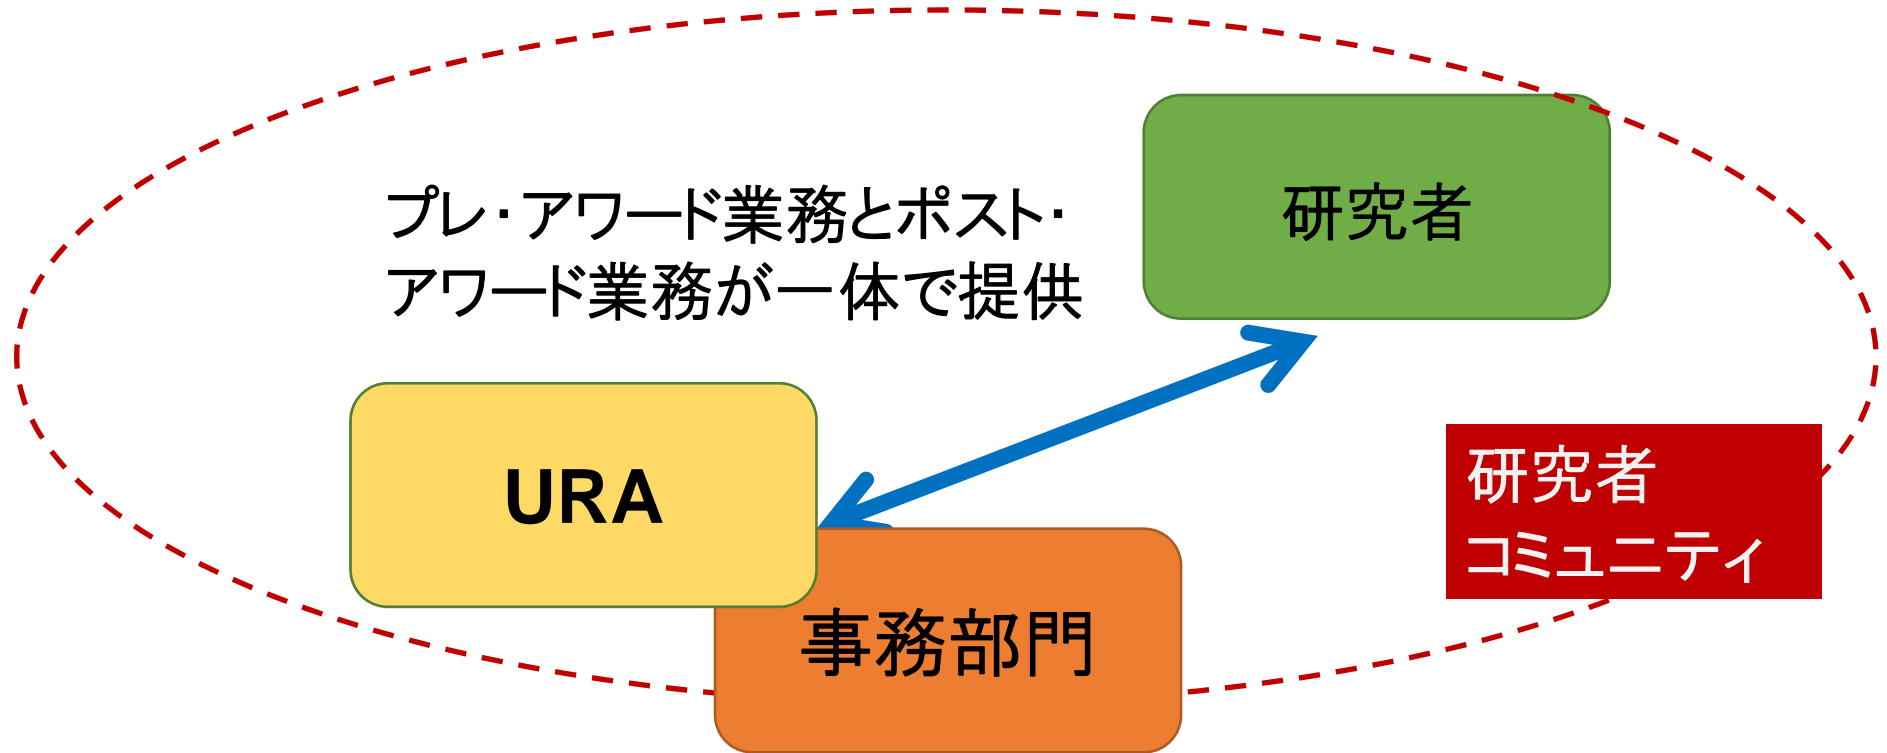 プレ・アワード業務とポスト・
アワード業務が一体で提供
研究者
URA
事務部門
研究者
コミュニティ